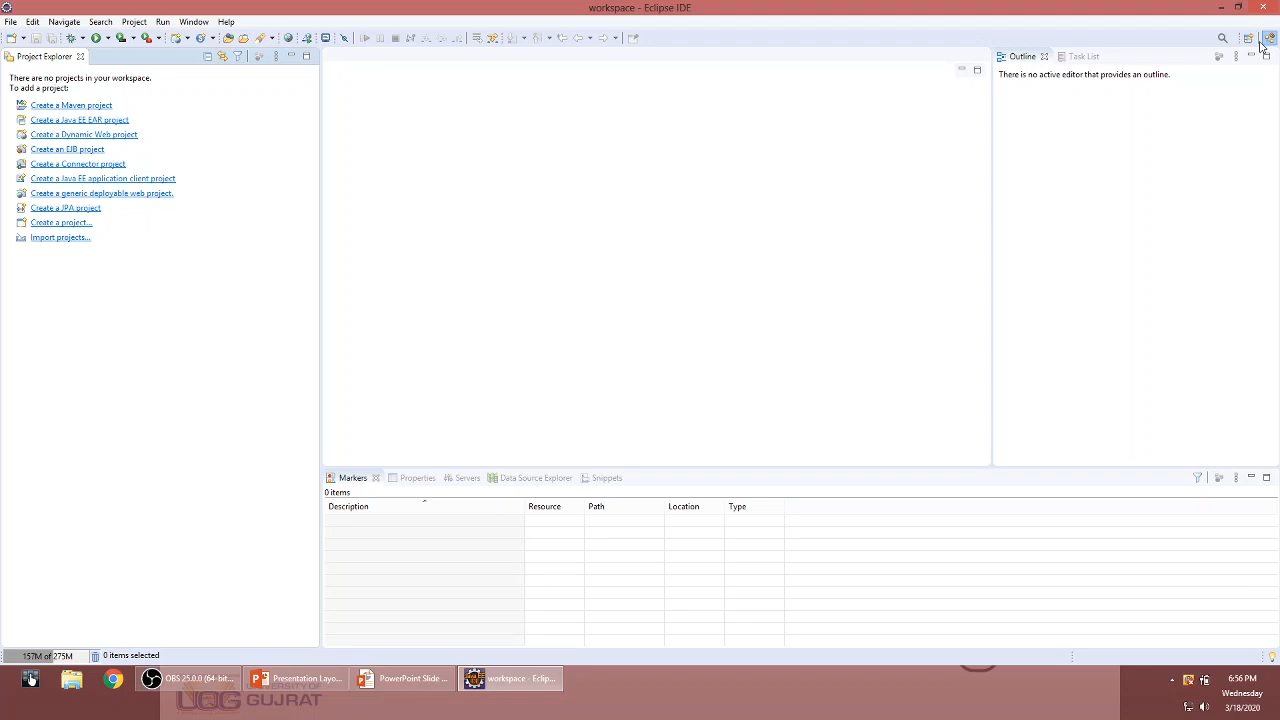 workspace - Eclipse IDE
File Edit Navigate Search Project Run Window Help
Project Explorer
Outline Task List
There are no projects in your workspace.
To add a project:
There is no active editor that provides an outline.
Create a Maven project
Create a Java EE EAR project
Create a Dynamic Web project
Create an EJB project
Create a Connector project
Create a Java EE application client project
Create a generic deployable web project.
Create a JPA project
Create a project...
Import projects...
Markers Properties Servers Data Source Explorer Snippets
0 items
Description Resource Path Location Type
157M of 275M 0 items selected
OBS 25.0.0 (64-bit... Presentation Layo... PowerPoint Slide ... workspace - Eclip...
6:56 PM
Wednesday
3/18/2020
UNIVERSITY OF
GUJRAT